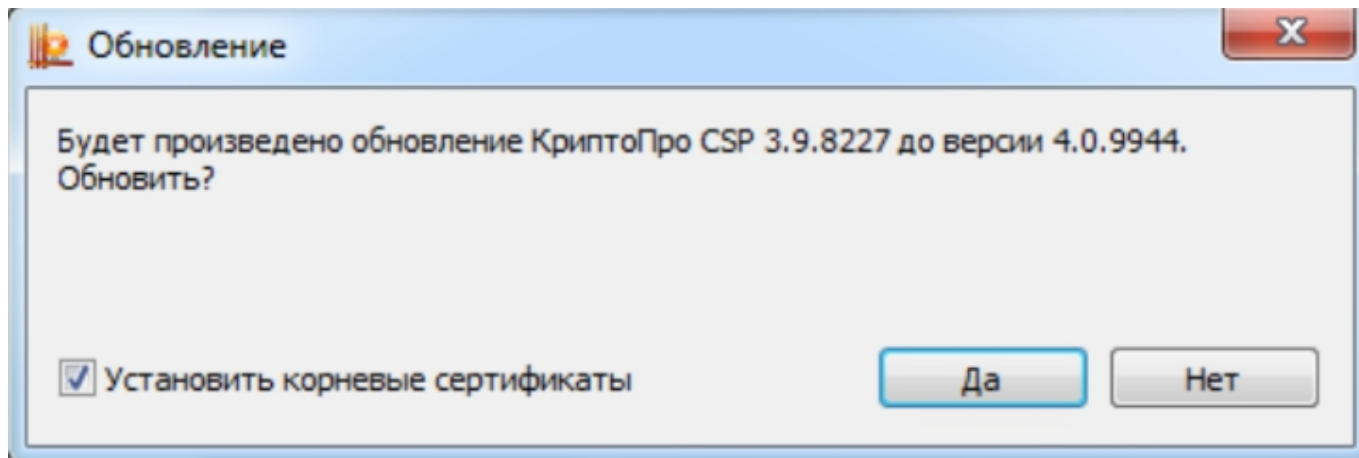 Обновление
Будет произведено обновление КриптоПро CSP 3.9.8227 до версии 4.0.9944.
Обновить?
Установить корневые сертификаты
Да
Нет